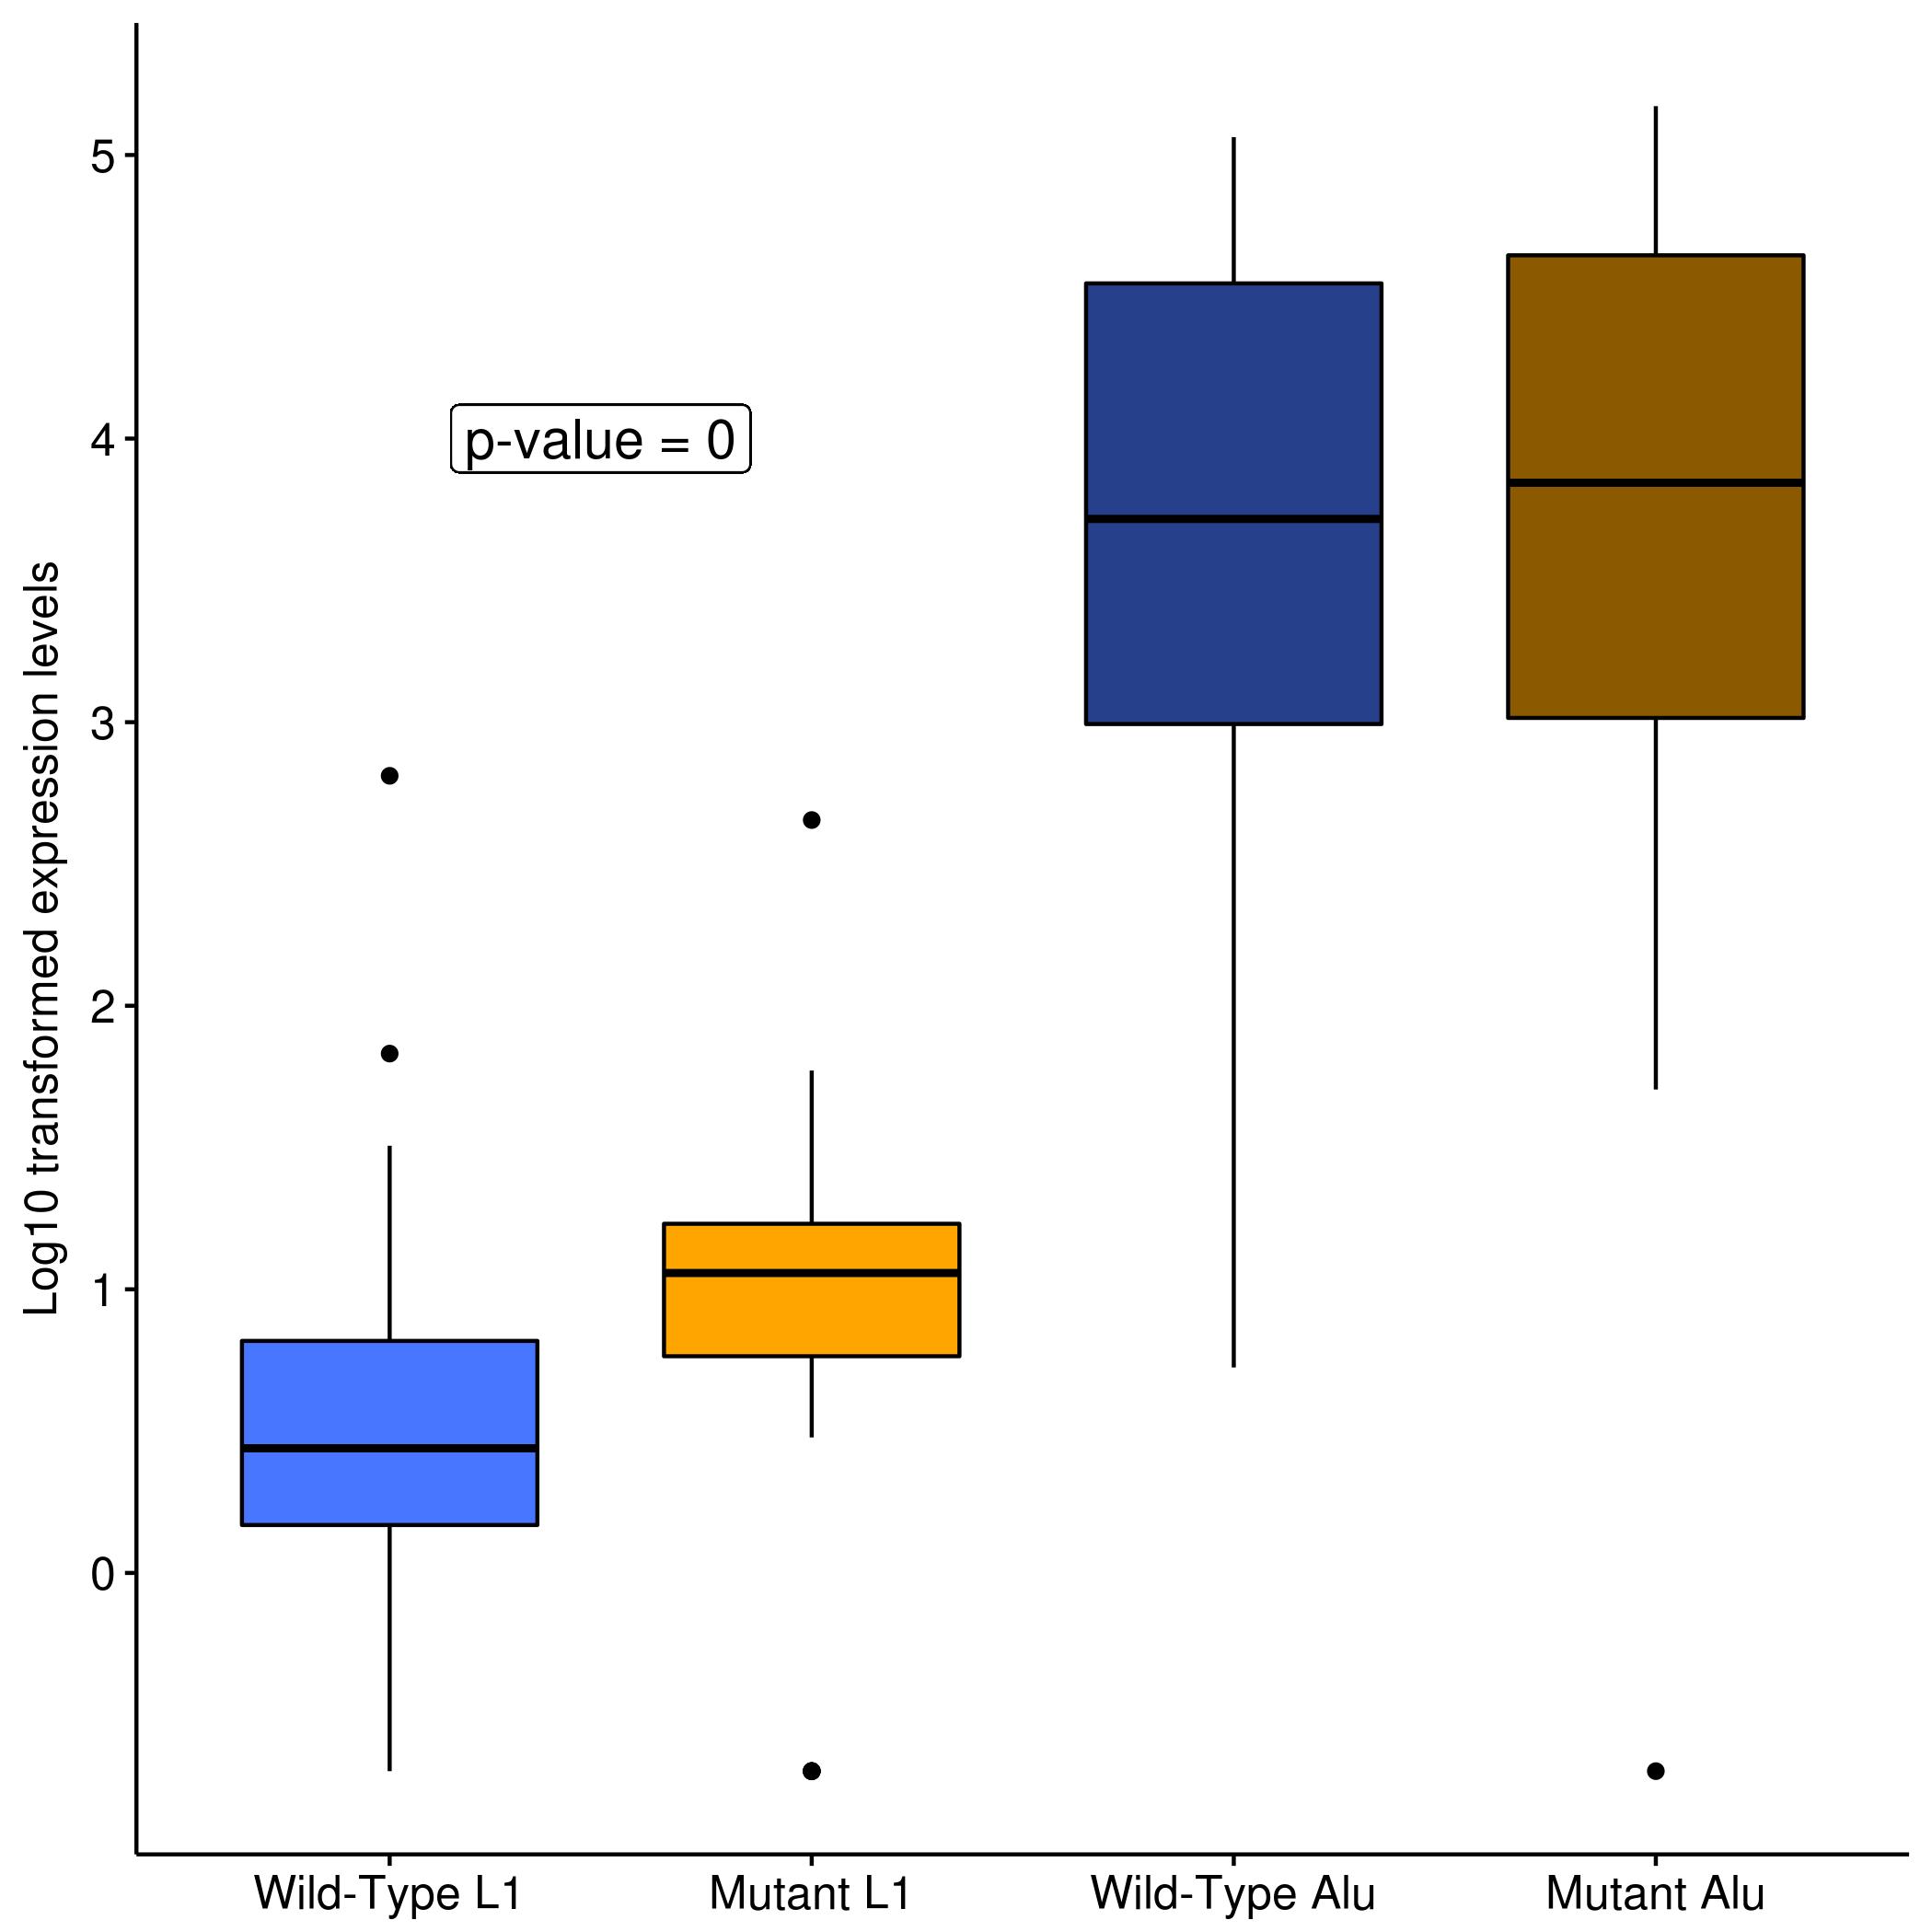 Log10 transformed expression levels
5
4
3
2
1
0
p-value = 0
Wild-Type L1
Mutant L1
Wild-Type Alu
Mutant Alu